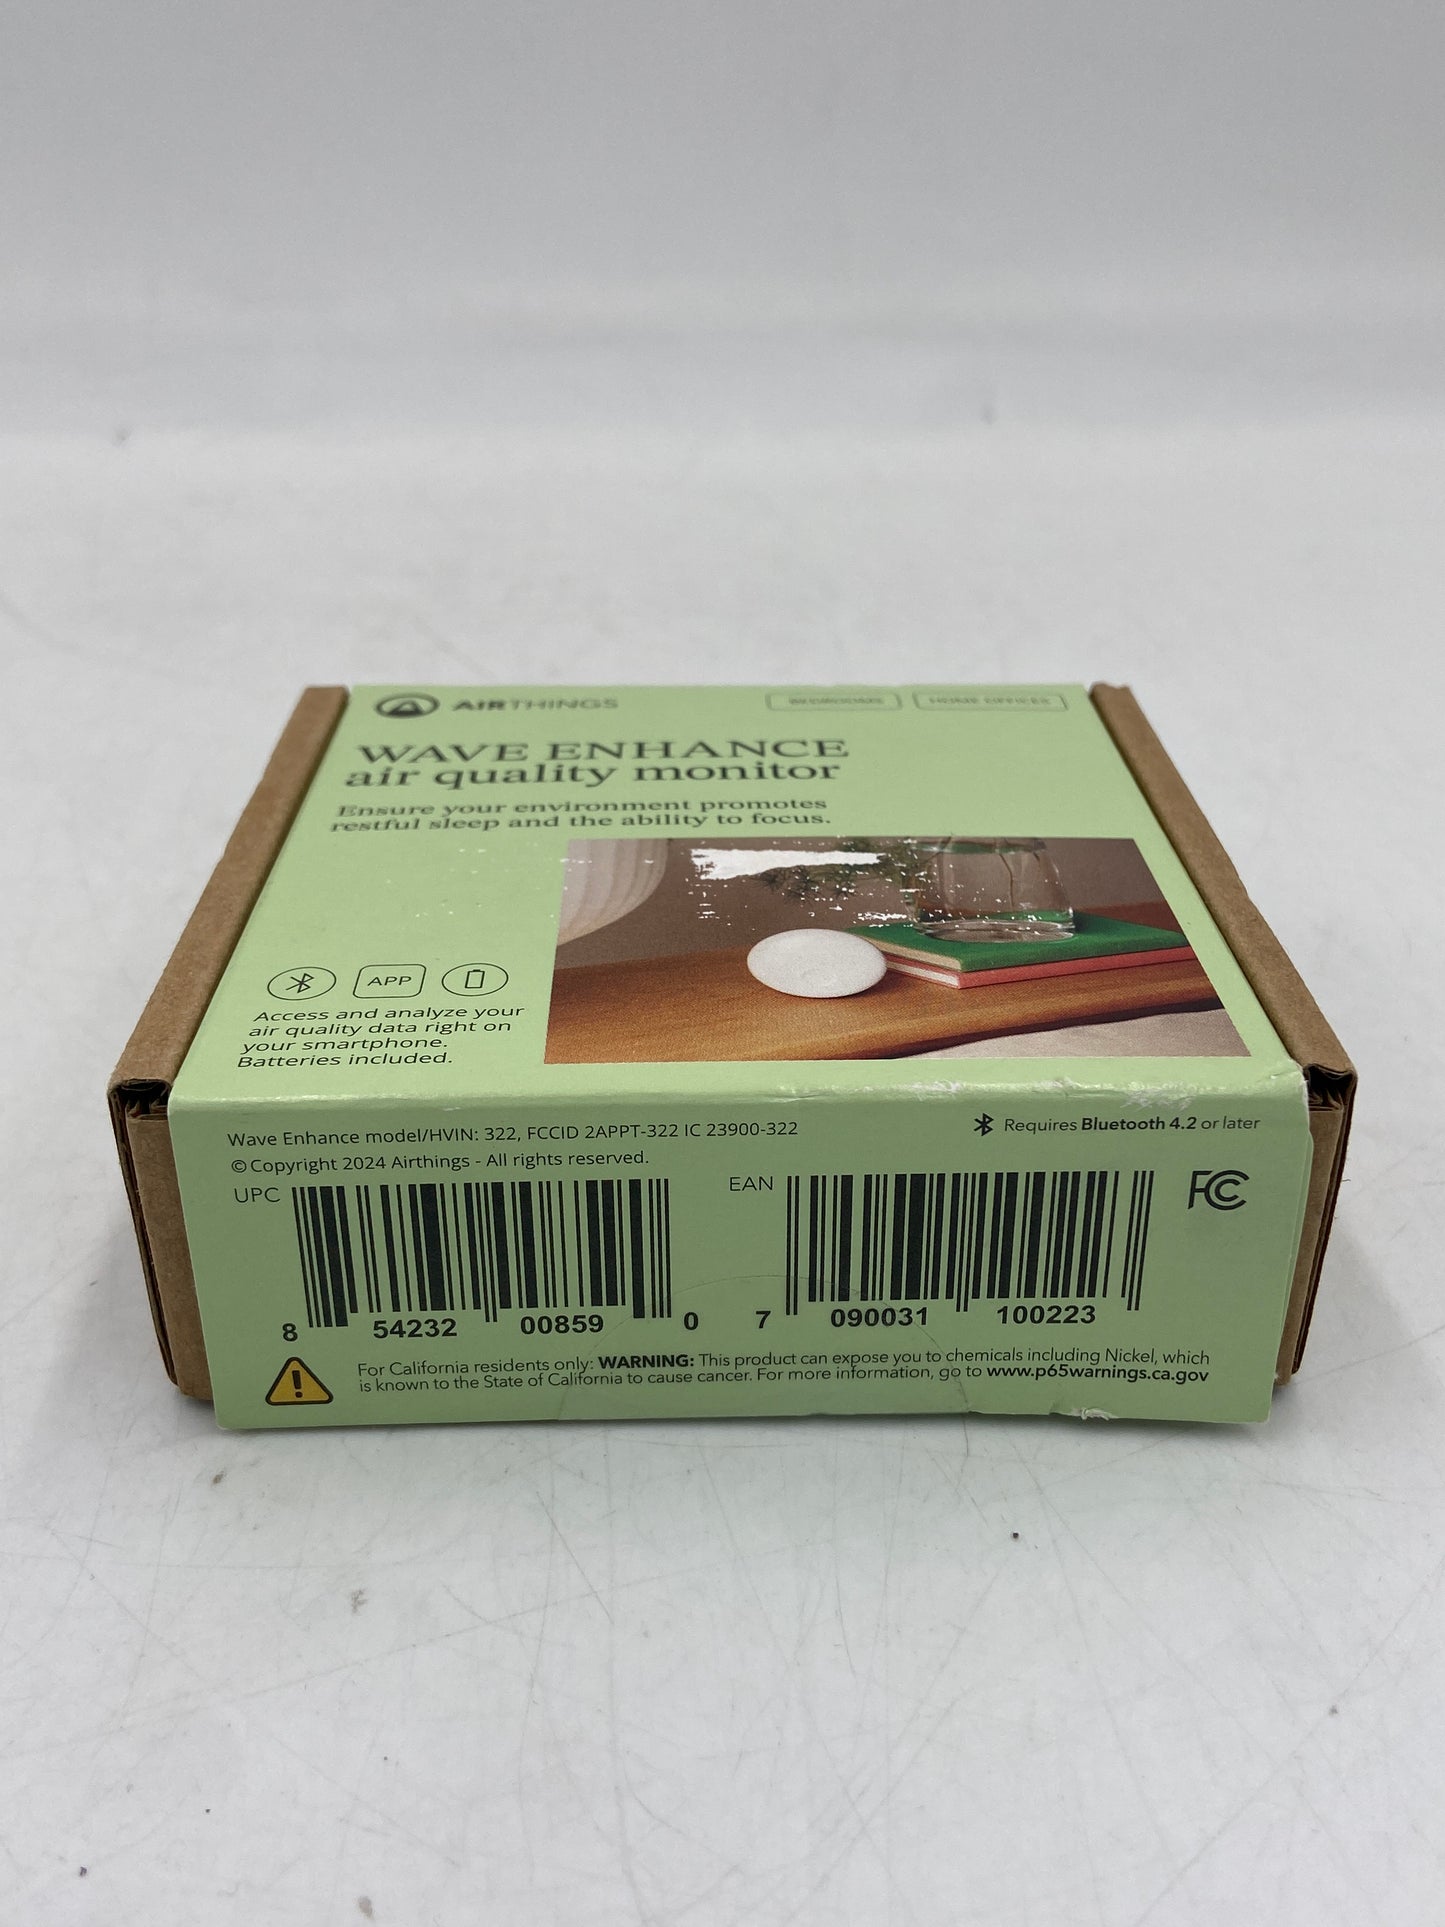 AIRTHINGS
BEDROOMS
HOME OFFICES
WAVE ENHANCE
air quality monitor
Ensure your environment promotes
restful sleep and the ability to focus.
APP
Access and analyze your
air quality data right on
your smartphone.
Batteries included.
Wave Enhance model/HVIN: 322, FCCID 2APPT-322 IC 23900-322
Requires Bluetooth 4.2 or later
©Copyright 2024 Airthings - All rights reserved.
UPC
8 54232 00859 0
EAN
7 090031 100223
FC
For California residents only: WARNING: This product can expose you to chemicals including Nickel, which
is known to the State of California to cause cancer. For more information, go to www.p65warnings.ca.gov